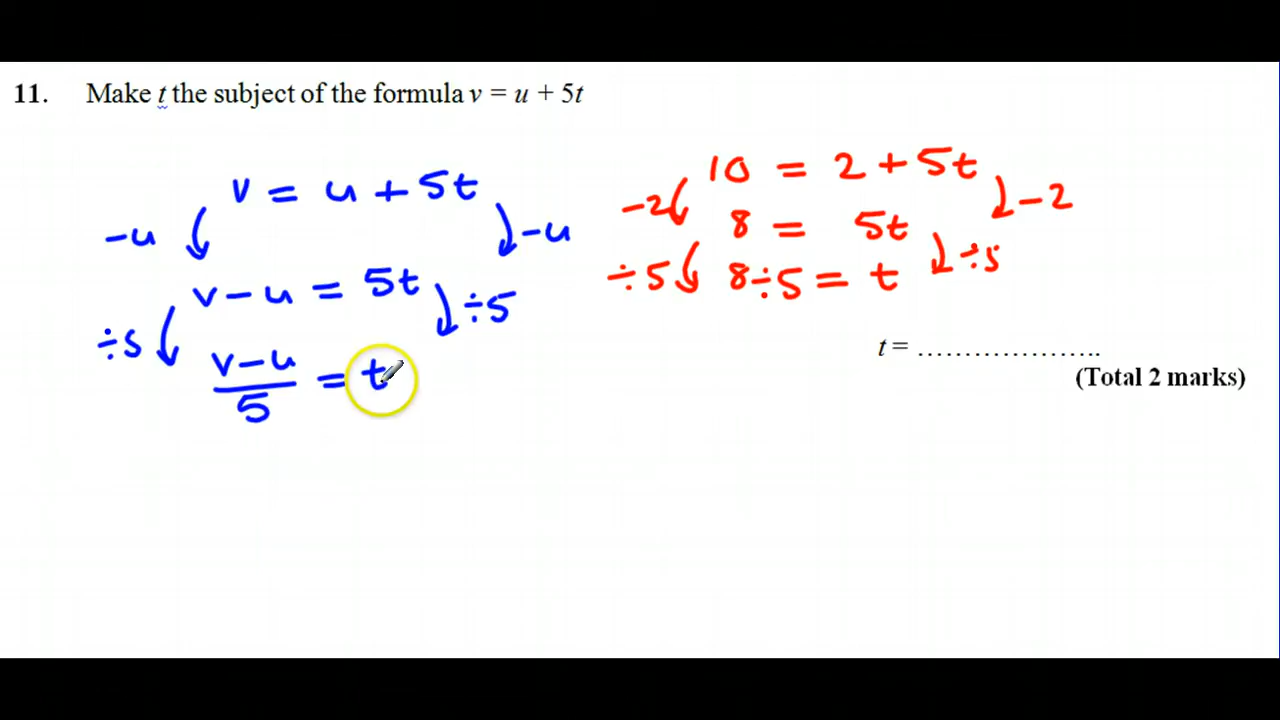 11. Make t the subject of the formula v = u + 5t
v = u + 5t
-u -u
v - u = 5t
÷5 ÷5
v - u
5
= t
10 = 2 + 5t
-2 -2
8 = 5t
÷5 ÷5
8 ÷ 5 = t
t = ………………..
(Total 2 marks)